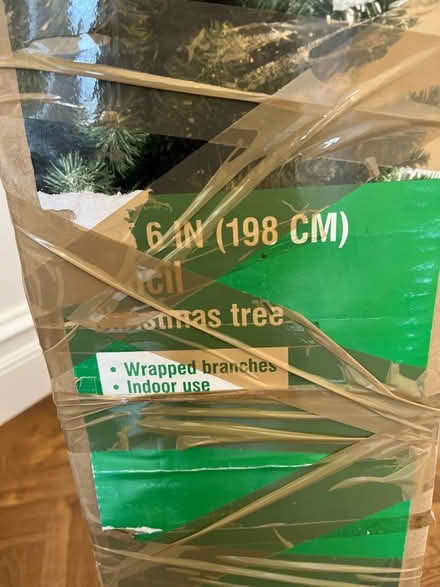 6 IN (198 CM)
tree
• Wrapped branches
• Indoor use